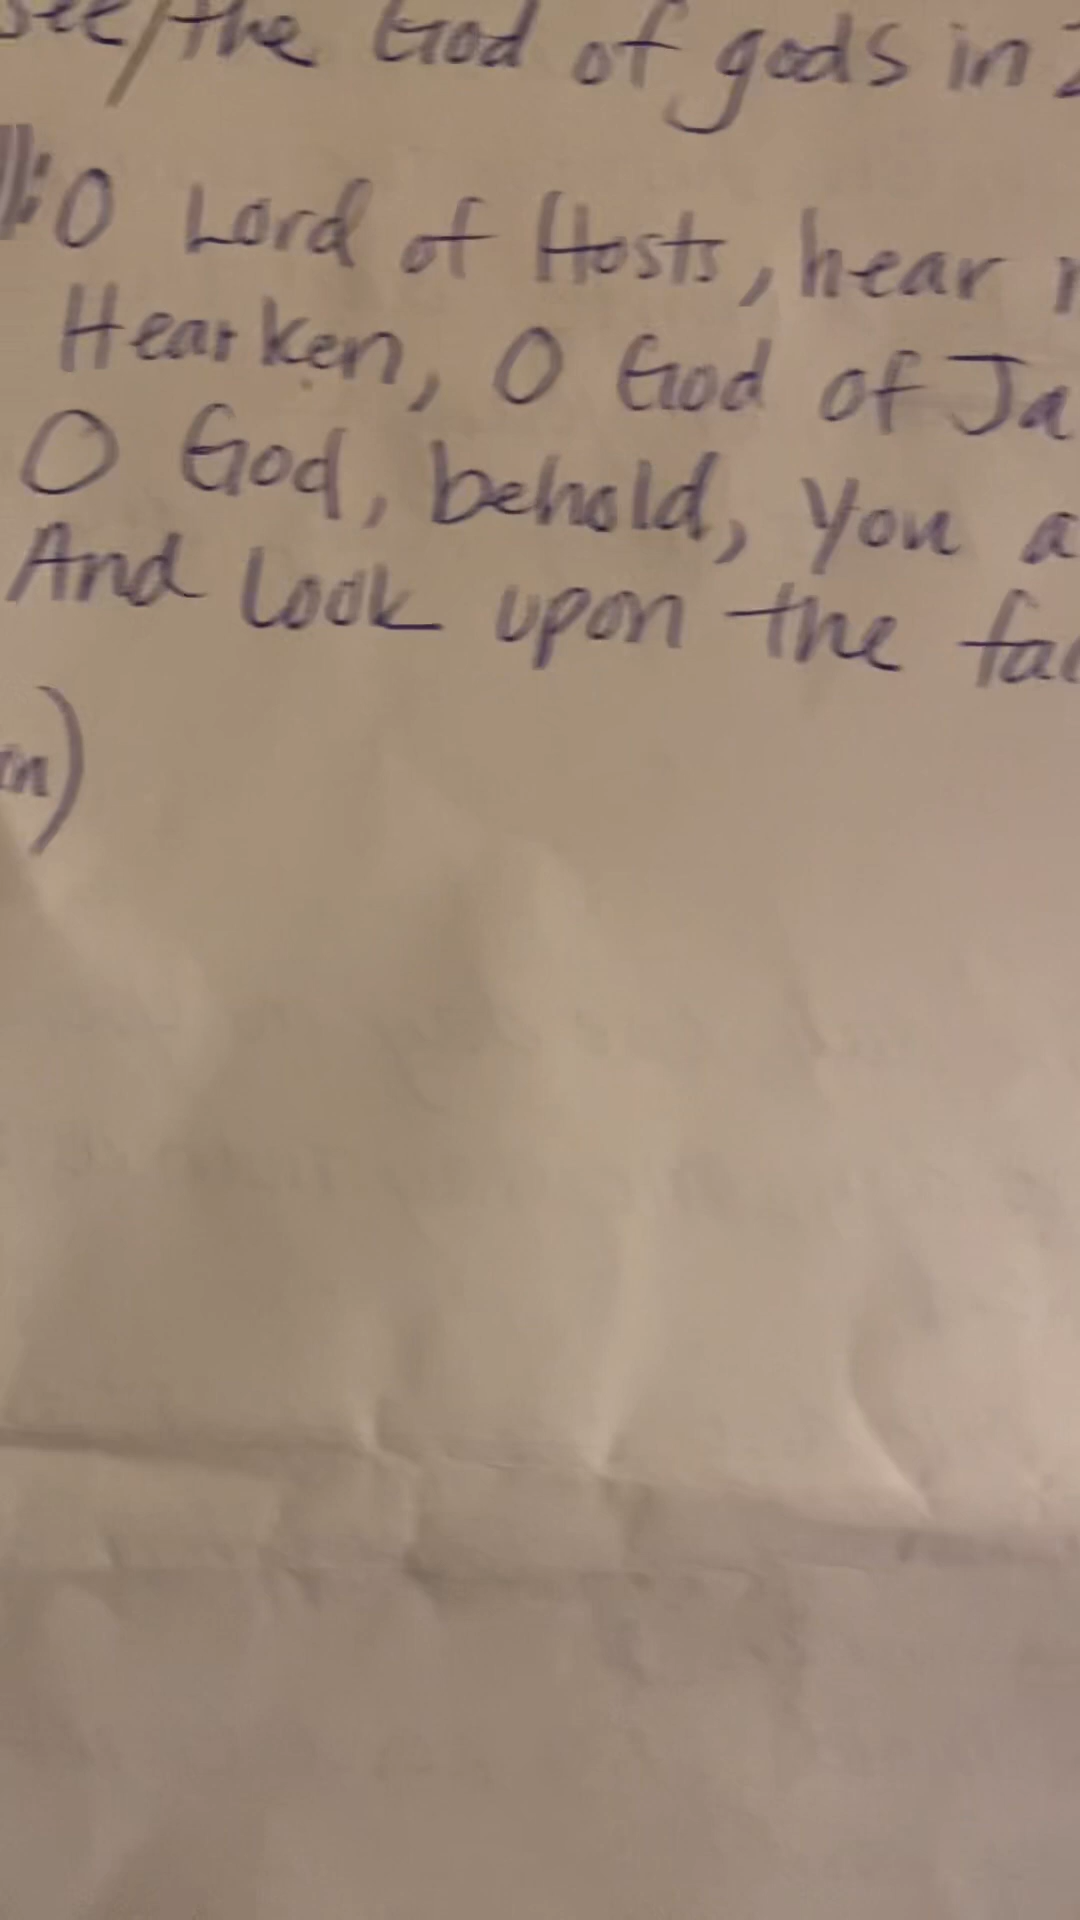 see/the God of gods in
‖:O Lord of Hosts, hear
Hearken, O God of Ja
O God, behold, you a
And look upon the fac